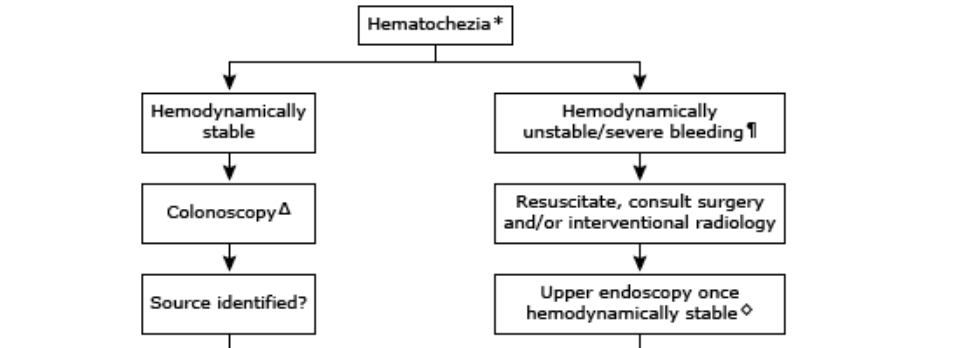 Hematochezia*
Hemodynamically
stable
Hemodynamically
unstable/severe bleeding¶
ColonoscopyΔ
Resuscitate, consult surgery
and/or interventional radiology
Source identified?
Upper endoscopy once
hemodynamically stable◇